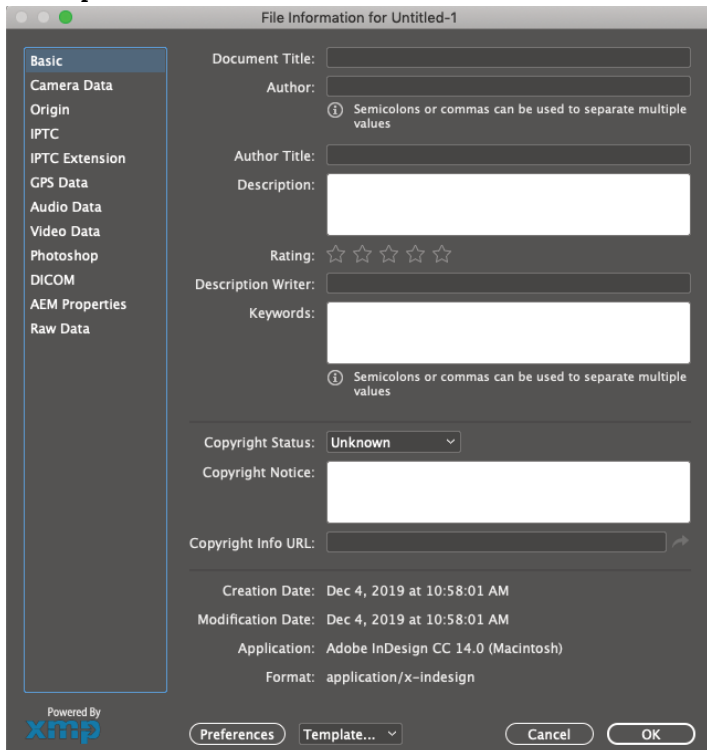 File Information for Untitled-1
Basic
Camera Data
Origin
IPTC
IPTC Extension
GPS Data
Audio Data
Video Data
Photoshop
DICOM
AEM Properties
Raw Data
Document Title:
Author:
Semicolons or commas can be used to separate multiple
values
Author Title:
Description:
Rating:
Description Writer:
Keywords:
Semicolons or commas can be used to separate multiple
values
Copyright Status: Unknown
Copyright Notice:
Copyright Info URL:
Creation Date: Dec 4, 2019 at 10:58:01 AM
Modification Date: Dec 4, 2019 at 10:58:01 AM
Application: Adobe InDesign CC 14.0 (Macintosh)
Format: application/x-indesign
Powered By
xmp
Preferences Template... Cancel OK